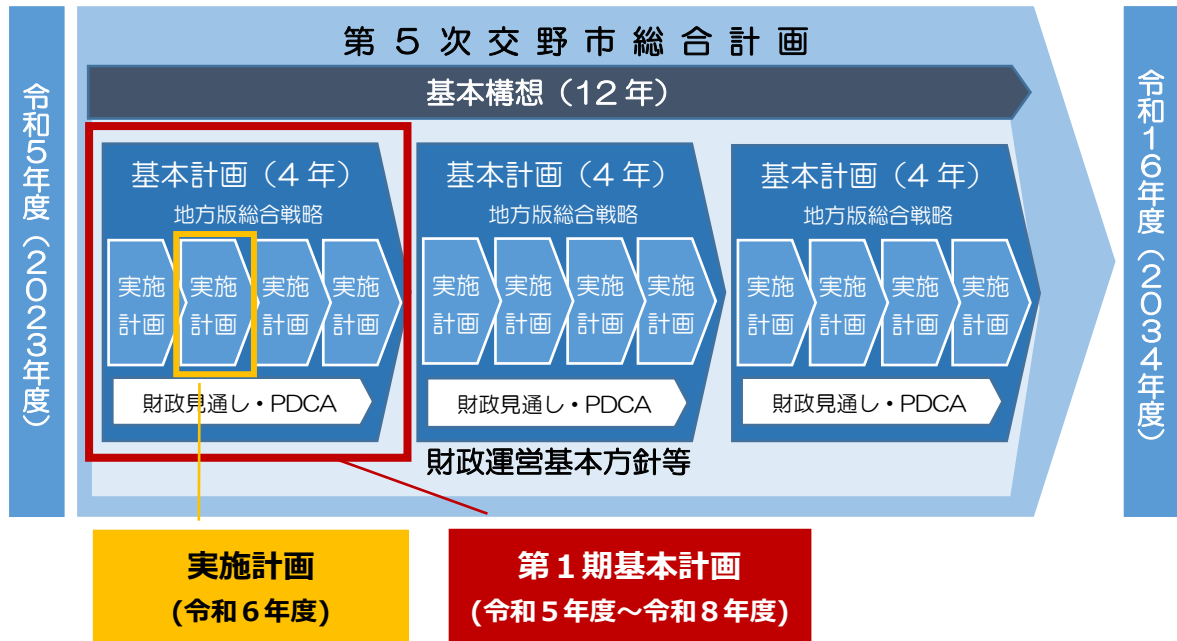 第５次交野市総合計画
令和５年度（２０２３年度）
基本構想（１２年）
令和１６年度（２０３４年度）
基本計画（４年）
地方版総合戦略
実施
計画
実施
計画
実施
計画
実施
計画
財政見通し・PDCA
基本計画（４年）
地方版総合戦略
実施
計画
実施
計画
実施
計画
実施
計画
財政見通し・PDCA
基本計画（４年）
地方版総合戦略
実施
計画
実施
計画
実施
計画
実施
計画
財政見通し・PDCA
財政運営基本方針等
実施計画
(令和６年度)
第１期基本計画
(令和５年度～令和８年度)